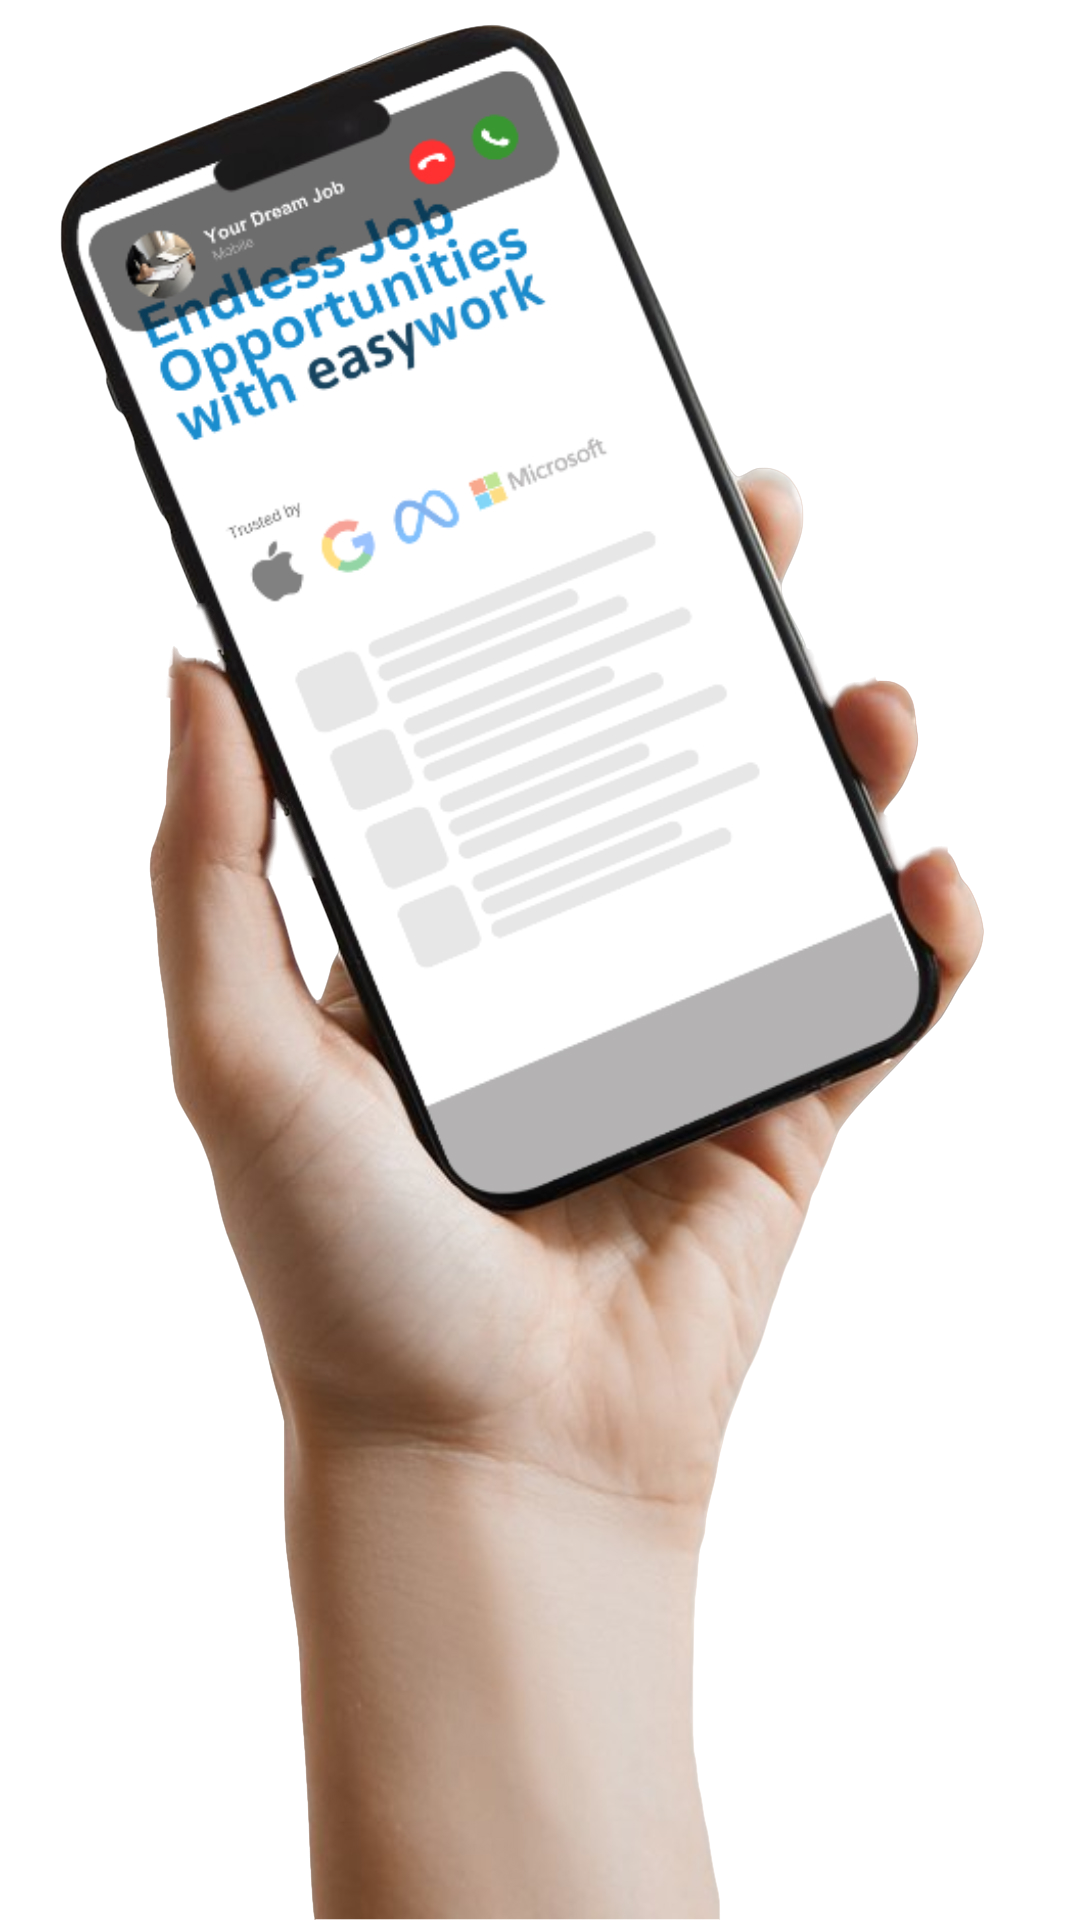 Your Dream Job
Mobile
Endless Job
Opportunities
with easywork
Trusted by
Microsoft